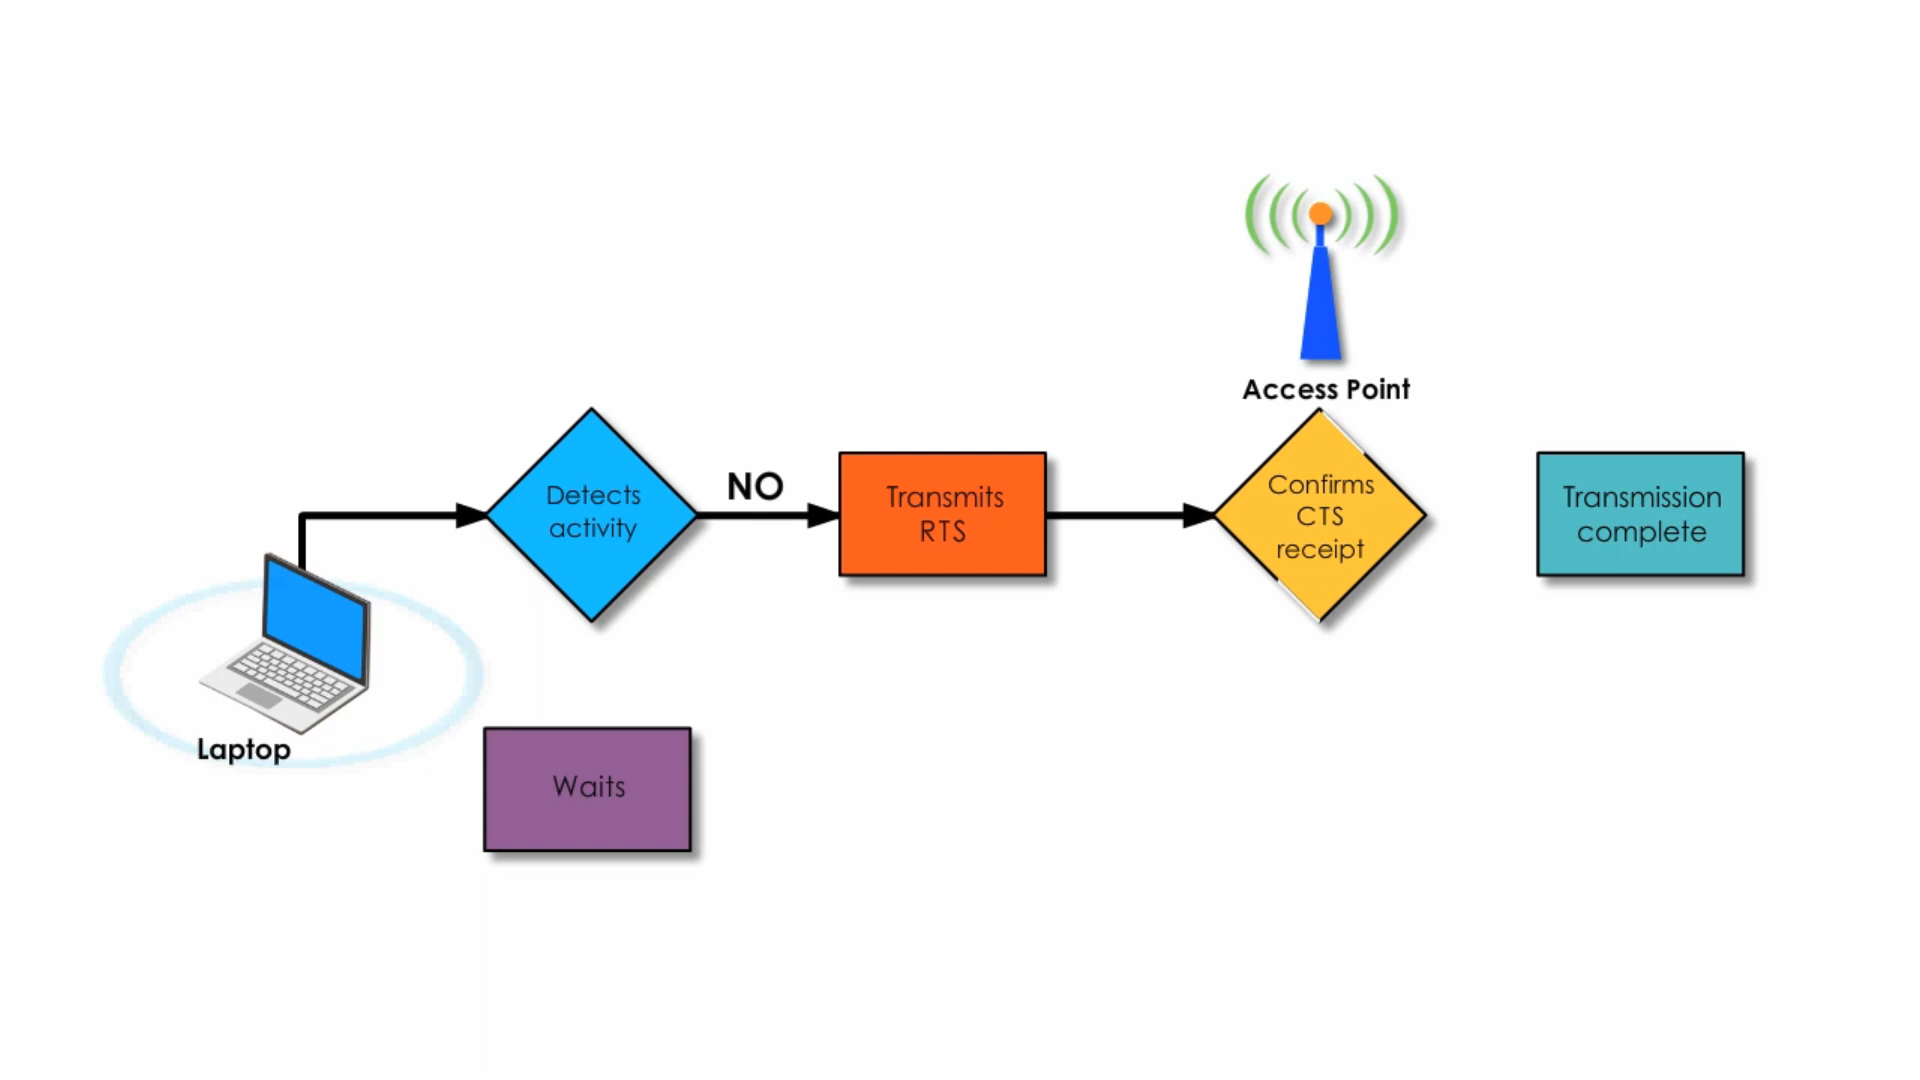 Access Point
Detects
activity
NO
Transmits
RTS
Confirms
CTS
receipt
Transmission
complete
Laptop
Waits